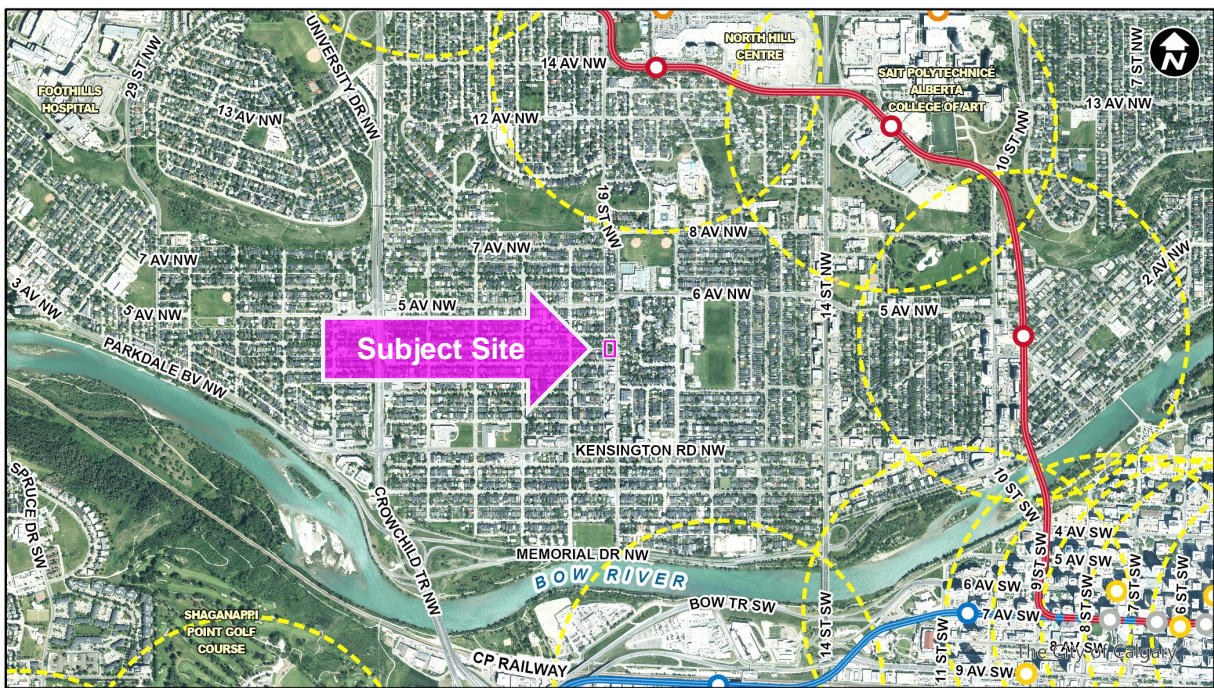 UNIVERSITY DR NW
29 ST NW
FOOTHILLS
HOSPITAL
13 AV NW
14 AV NW
12 AV NW
NORTH HILL
CENTRE
SAIT POLYTECHNICE
ALBERTA
COLLEGE OF ART
7 ST NW
N
13 AV NW
10 ST NW
19 ST NW
8 AV NW
7 AV NW
7 AV NW
2 AV NW
3 AV NW
5 AV NW
5 AV NW
6 AV NW
14 ST NW
5 AV NW
Subject Site
PARKDALE BV NW
KENSINGTON RD NW
SPRUCE DR SW
CROWCHILD TR NW
MEMORIAL DR NW
BOW RIVER
BOW TR SW
14 ST SW
10 ST SW
9 ST SW
4 AV SW
5 AV SW
6 AV SW
7 AV SW
8 ST SW
7 ST SW
6 ST SW
11 ST SW
8 AV SW
9 AV SW
SHAGANAPPI
POINT GOLF
COURSE
CP RAILWAY
The City of Calgary